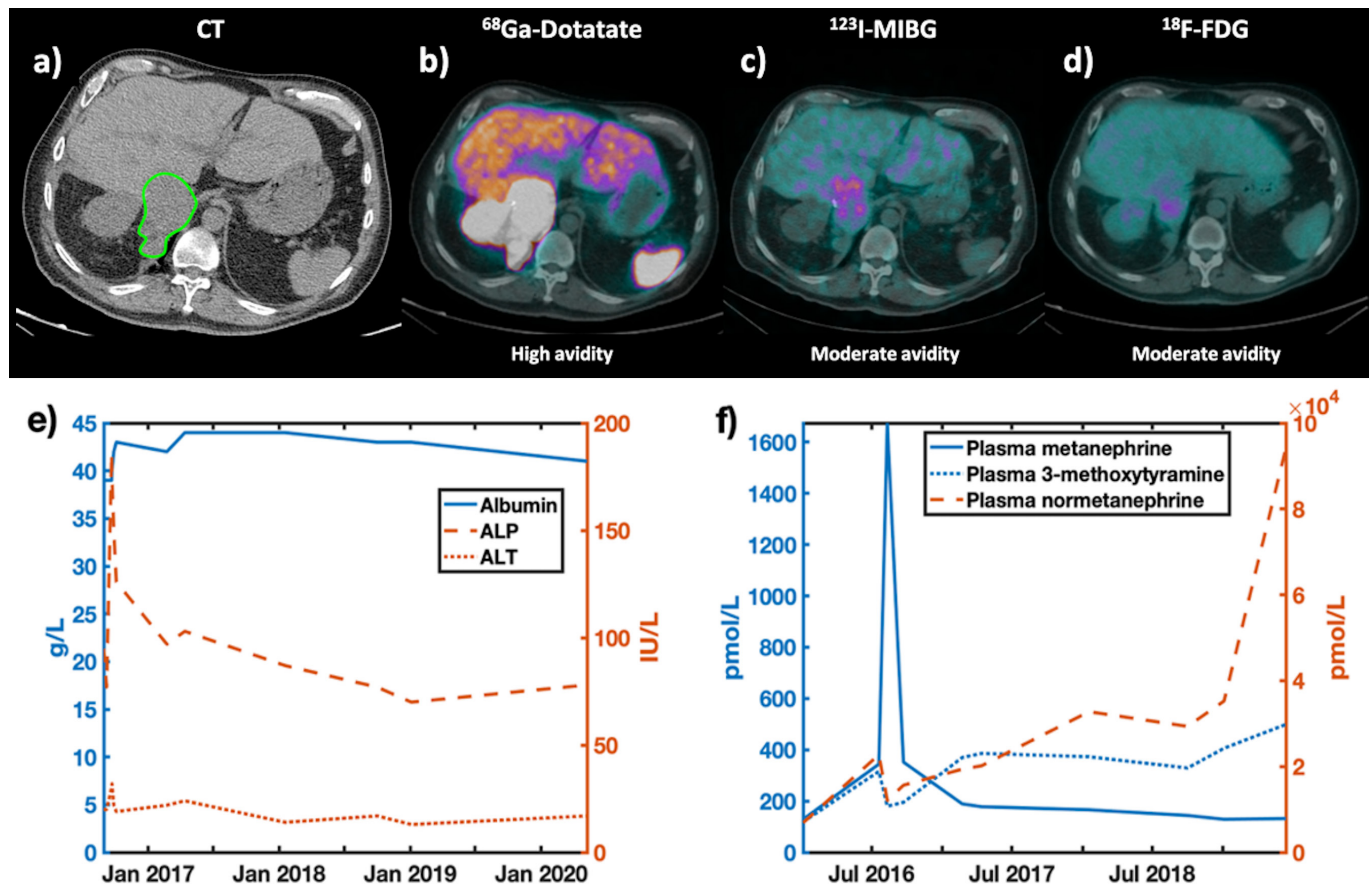 CT
⁶⁸Ga-Dotatate
¹²³I-MIBG
¹⁸F-FDG
a)
b)
c)
d)
High avidity
Moderate avidity
Moderate avidity
e)
45
40
35
30
25
20
15
10
5
0
g/L
200
150
100
50
0
IU/L
Albumin
ALP
ALT
Jan 2017
Jan 2018
Jan 2019
Jan 2020
f)
1600
1400
1200
1000
800
600
400
200
0
pmol/L
×10⁴
10
8
6
4
2
0
pmol/L
Plasma metanephrine
Plasma 3-methoxytyramine
Plasma normetanephrine
Jul 2016
Jul 2017
Jul 2018